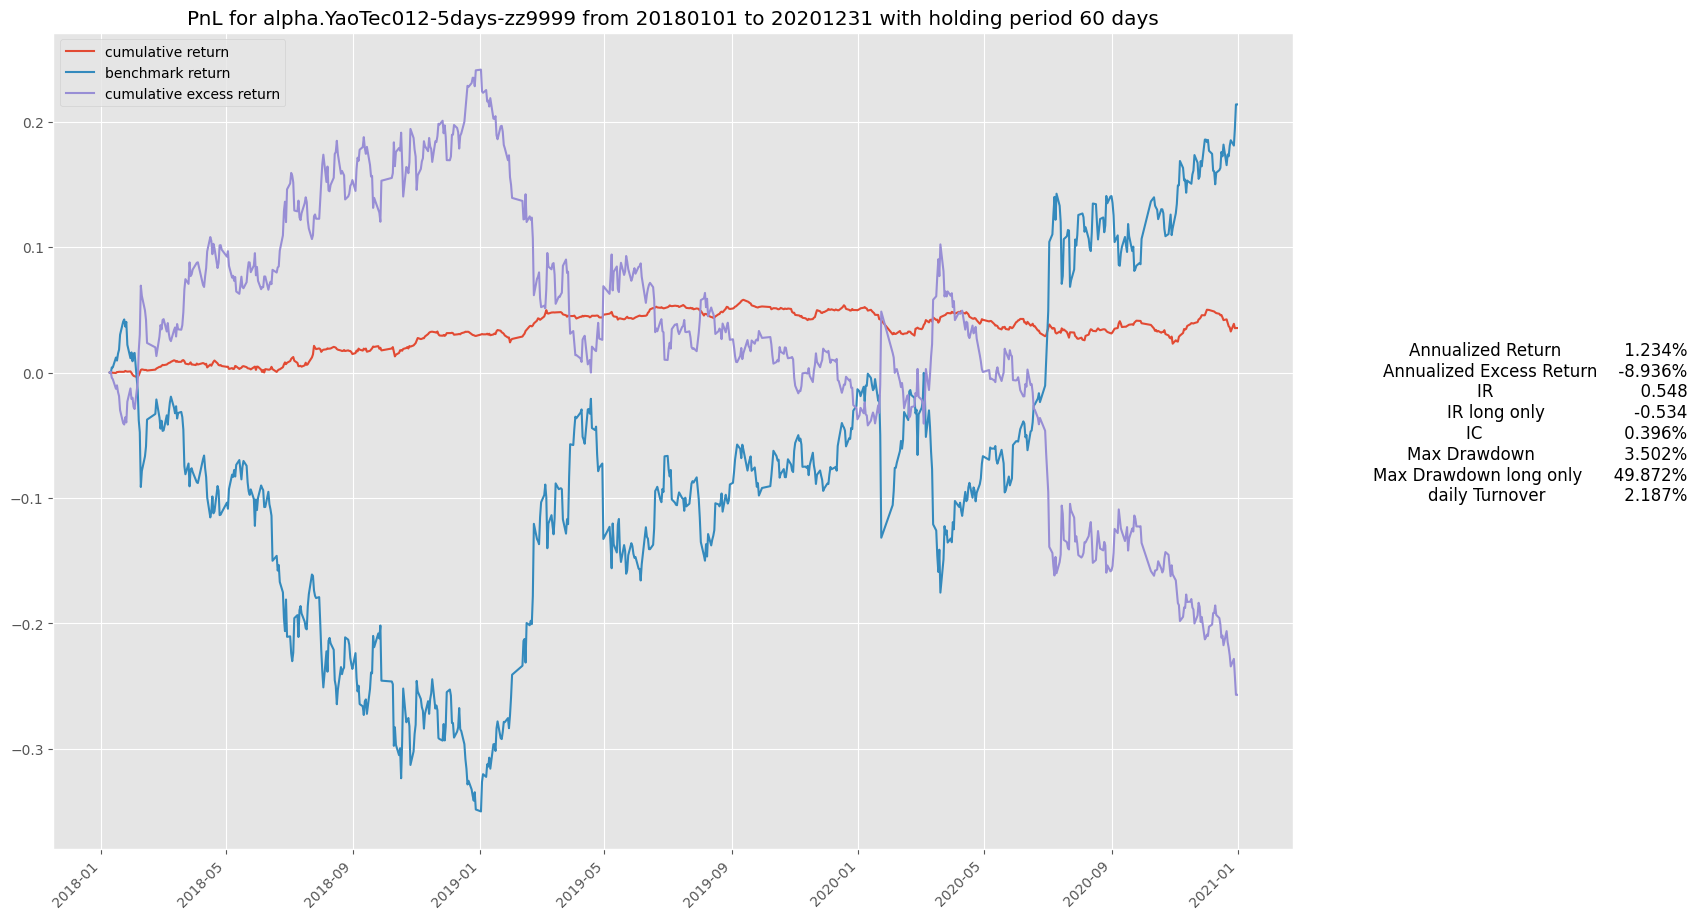 PnL for alpha.YaoTec012-5days-zz9999 from 20180101 to 20201231 with holding period 60 days
cumulative return
benchmark return
cumulative excess return
0.2
0.1
0.0
−0.1
−0.2
−0.3
2018-01
2018-05
2018-09
2019-01
2019-05
2019-09
2020-01
2020-05
2020-09
2021-01
Annualized Return 1.234%
Annualized Excess Return -8.936%
IR 0.548
IR long only -0.534
IC 0.396%
Max Drawdown 3.502%
Max Drawdown long only 49.872%
daily Turnover 2.187%